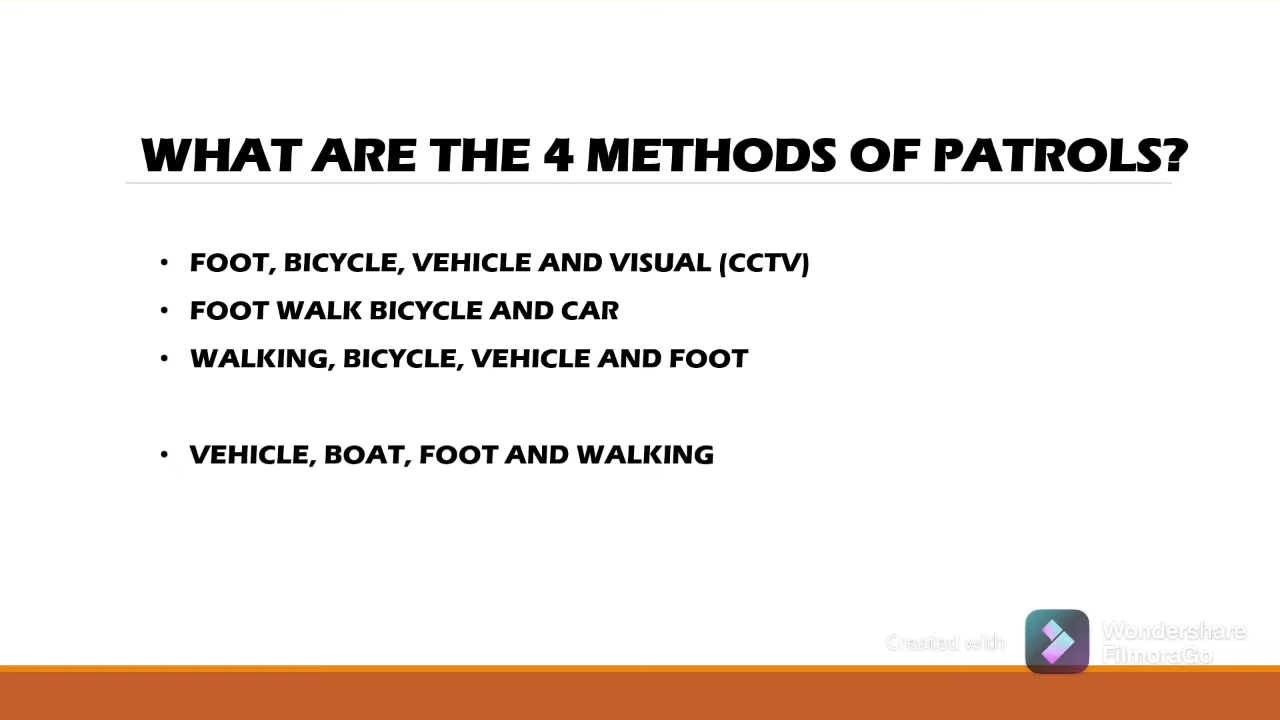 WHAT ARE THE 4 METHODS OF PATROLS?
• FOOT, BICYCLE, VEHICLE AND VISUAL (CCTV)
• FOOT WALK BICYCLE AND CAR
• WALKING, BICYCLE, VEHICLE AND FOOT
• VEHICLE, BOAT, FOOT AND WALKING
Created with
Wondershare
FilmoraGo